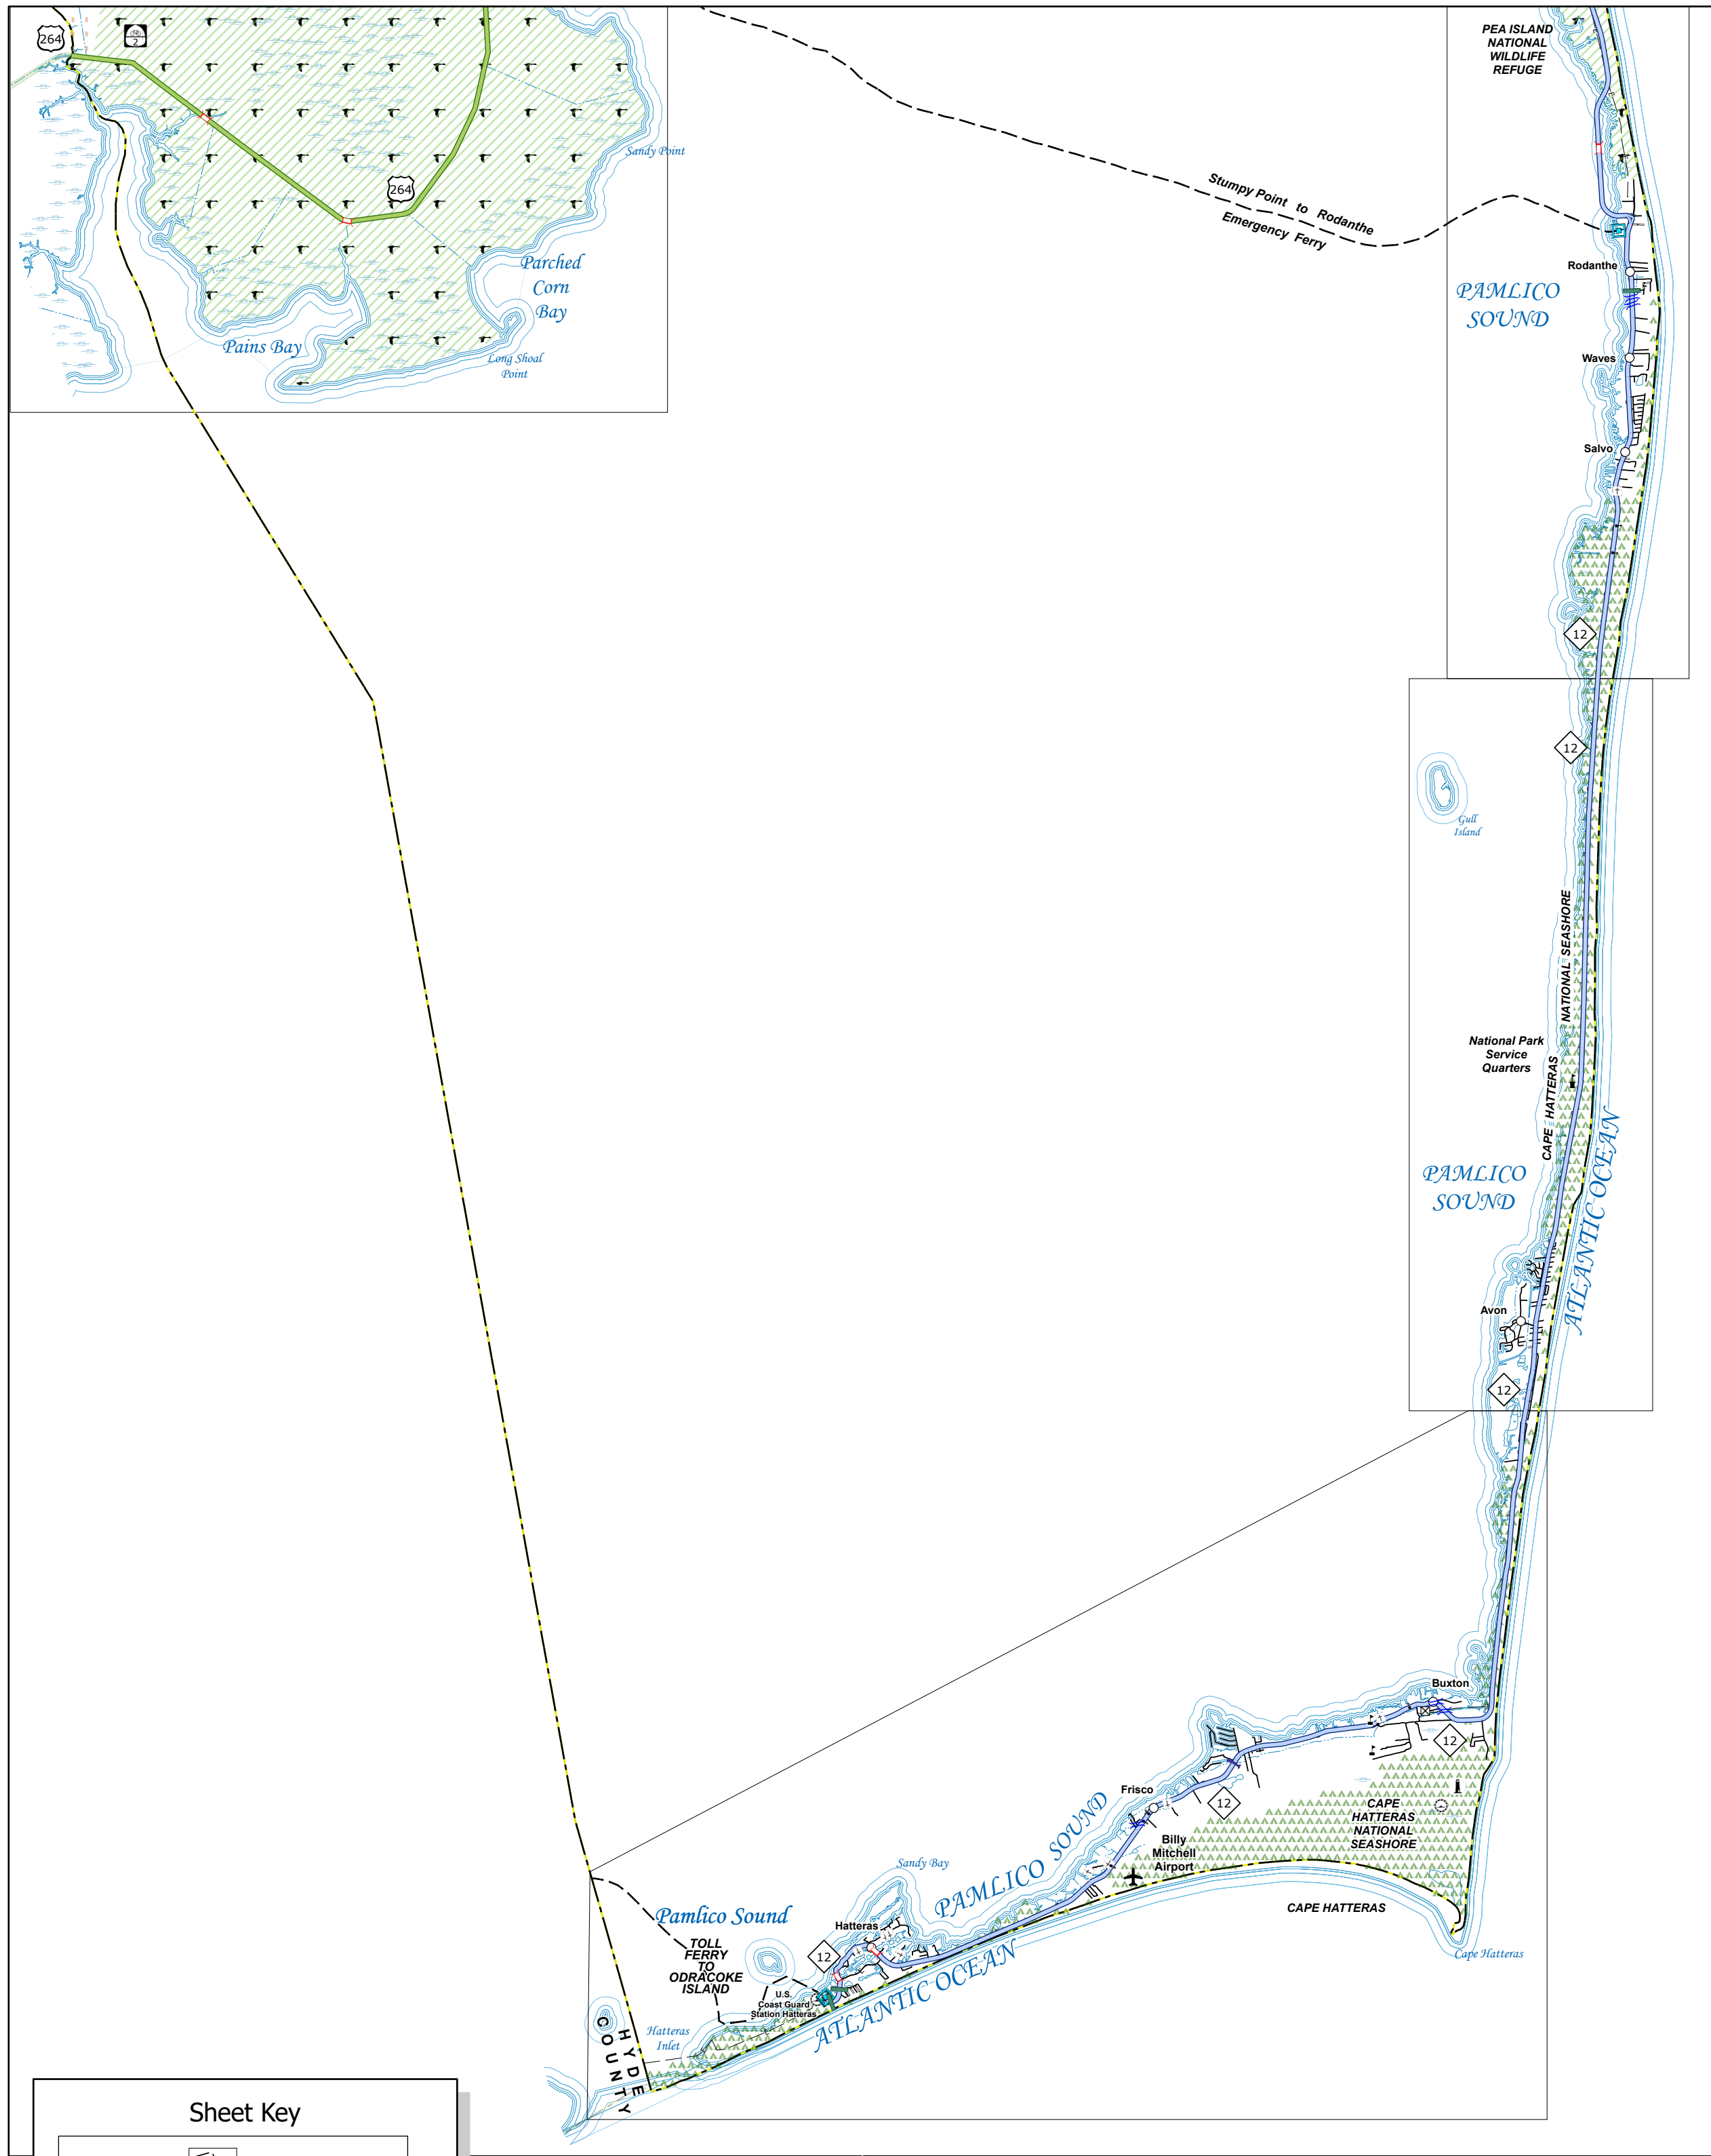 264
2
264
Sandy Point
Parched
Corn
Bay
Pains Bay
Long Shoal
Point
Stumpy Point to Rodanthe
Emergency Ferry
PEA ISLAND
NATIONAL
WILDLIFE
REFUGE
Rodanthe
PAMLICO
SOUND
Waves
Salvo
12
12
Gull
Island
CAPE HATTERAS NATIONAL SEASHORE
National Park
Service
Quarters
PAMLICO
SOUND
ATLANTIC OCEAN
Avon
12
Buxton
12
Frisco
12
CAPE
HATTERAS
NATIONAL
SEASHORE
Billy
Mitchell
Airport
CAPE HATTERAS
Cape Hatteras
PAMLICO SOUND
Sandy Bay
Pamlico Sound
Hatteras
12
TOLL
FERRY
TO
ODRACOKE
ISLAND
U.S.
Coast Guard
Station Hatteras
ATLANTIC OCEAN
Hatteras
Inlet
HYDE
COUNTY
Sheet Key